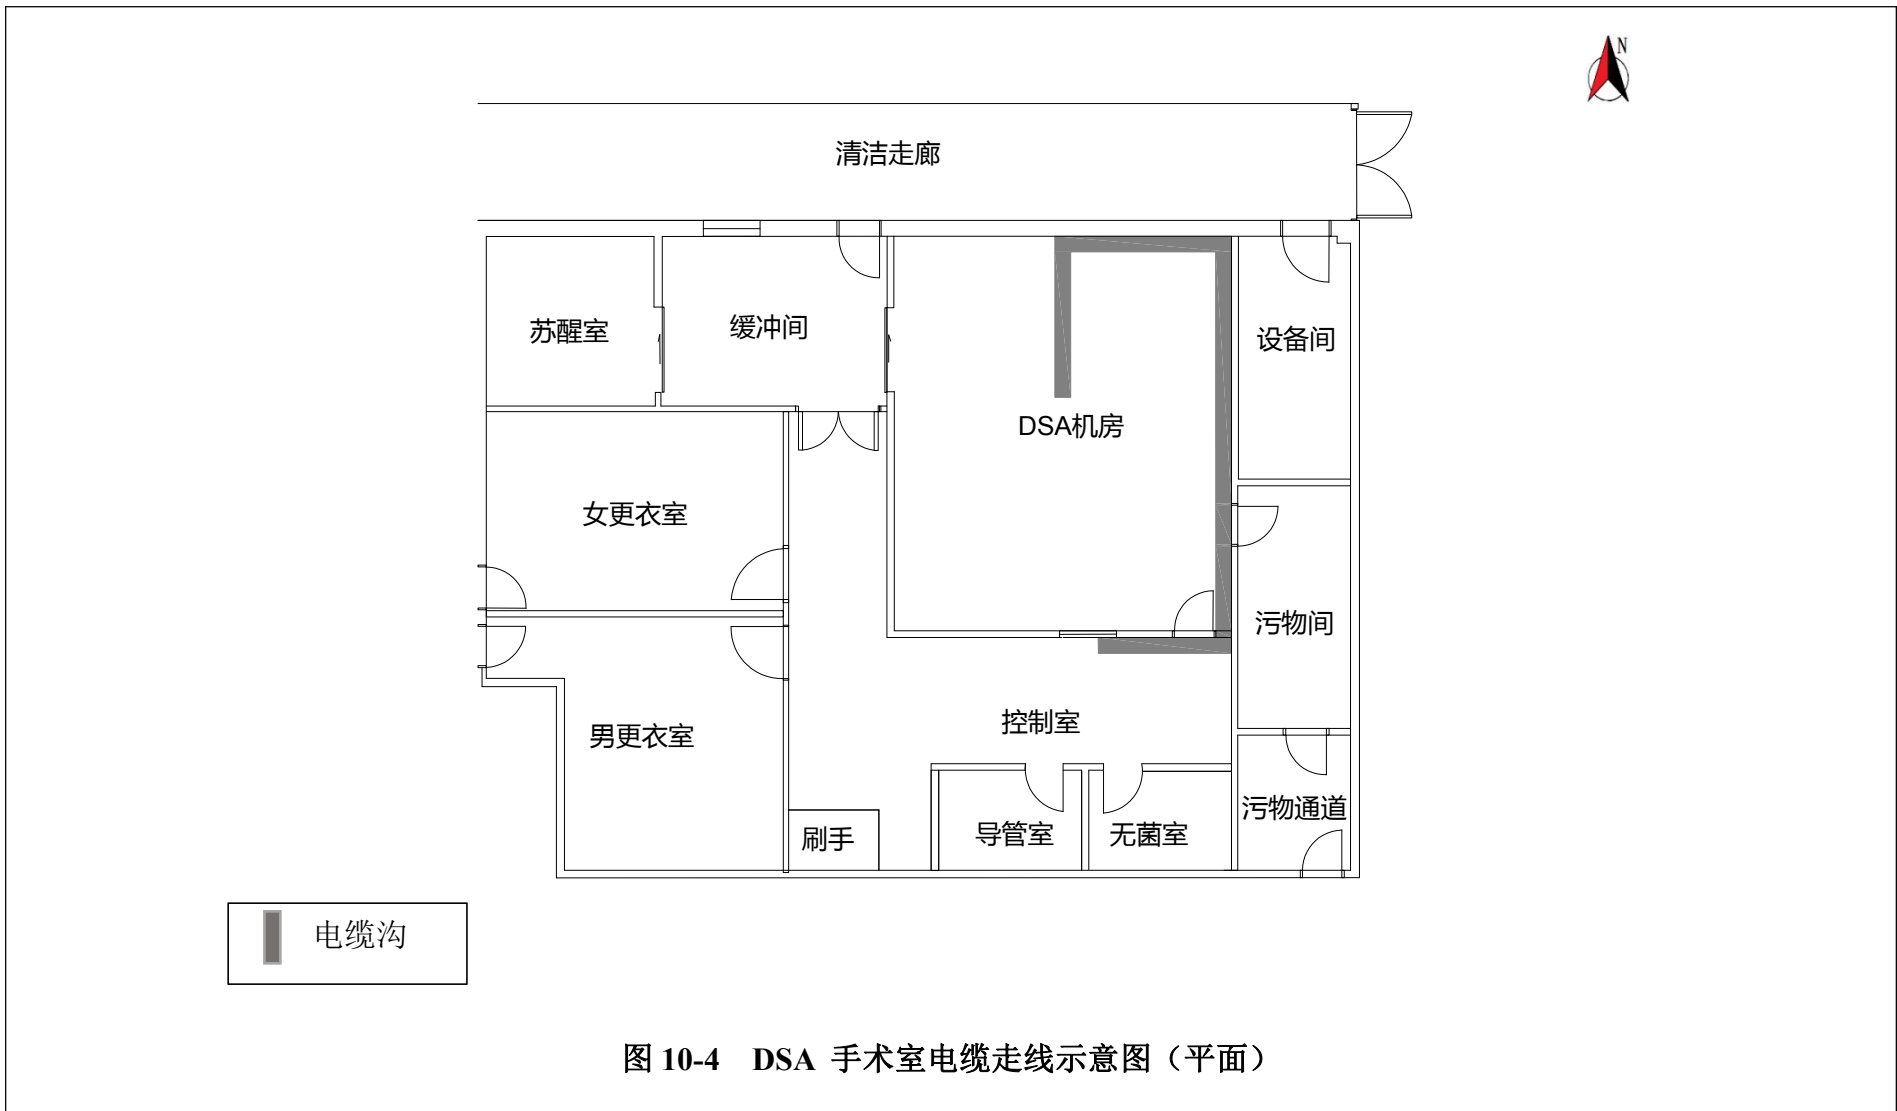 N
清洁走廊
苏醒室
缓冲间
设备间
DSA机房
女更衣室
污物间
控制室
男更衣室
污物通道
刷手
导管室
无菌室
电缆沟
图 10-4 DSA 手术室电缆走线示意图（平面）